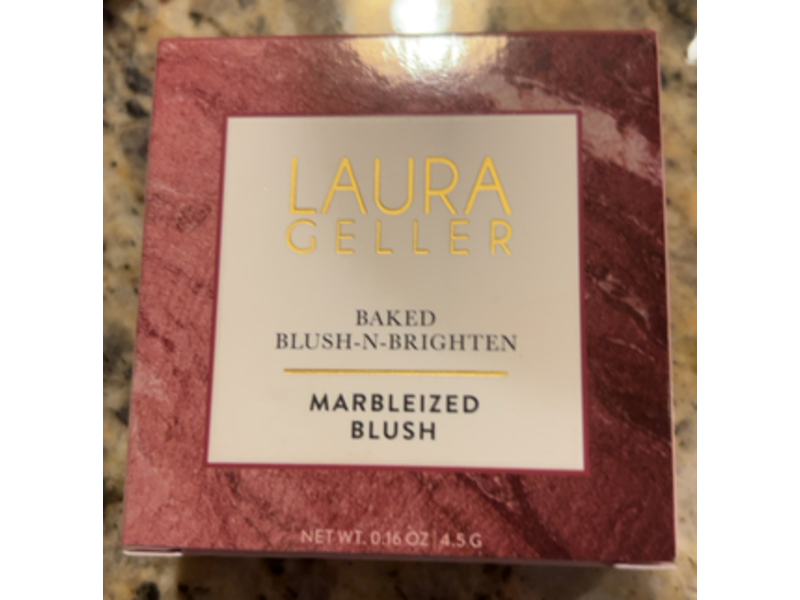 LAURA
GELLER
BAKED
BLUSH-N-BRIGHTEN
MARBLEIZED
BLUSH
NET WT. 0.16 OZ | 4.5 G